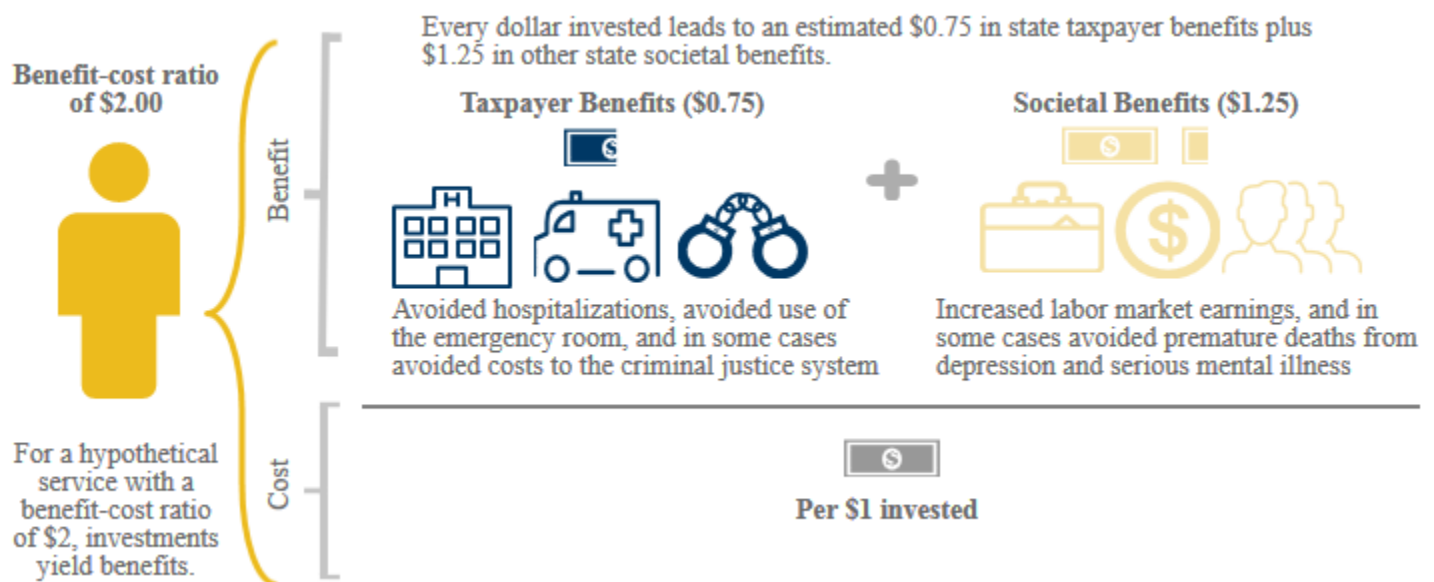 Every dollar invested leads to an estimated $0.75 in state taxpayer benefits plus
$1.25 in other state societal benefits.
Benefit-cost ratio
of $2.00
Benefit
Taxpayer Benefits ($0.75)
$
H
Avoided hospitalizations, avoided use of
the emergency room, and in some cases
avoided costs to the criminal justice system
Societal Benefits ($1.25)
$
$
Increased labor market earnings, and in
some cases avoided premature deaths from
depression and serious mental illness
For a hypothetical
service with a
benefit-cost ratio
of $2, investments
yield benefits.
Cost
$
Per $1 invested